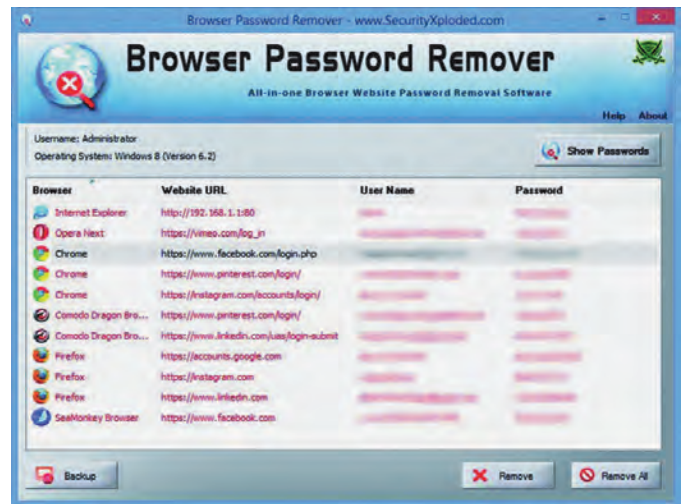 Browser Password Remover - www.SecurityXploded.com
Browser Password Remover
All-in-one Browser Website Password Removal Software
Help About
Username: Administrator
Operating System: Windows 8 (Version 6.2)
Show Passwords
Browser Website URL User Name Password
Internet Explorer http://192.168.1.1:80
Opera Next https://vimeo.com/log_in
Chrome https://www.facebook.com/login.php
Chrome https://www.pinterest.com/login/
Chrome https://instagram.com/accounts/login/
Comodo Dragon Bro... https://www.pinterest.com/login/
Comodo Dragon Bro... https://www.linkedin.com/uas/login-submit
Firefox https://accounts.google.com
Firefox https://instagram.com
Firefox https://www.linkedin.com
SeaMonkey Browser https://www.facebook.com
Backup Remove Remove All